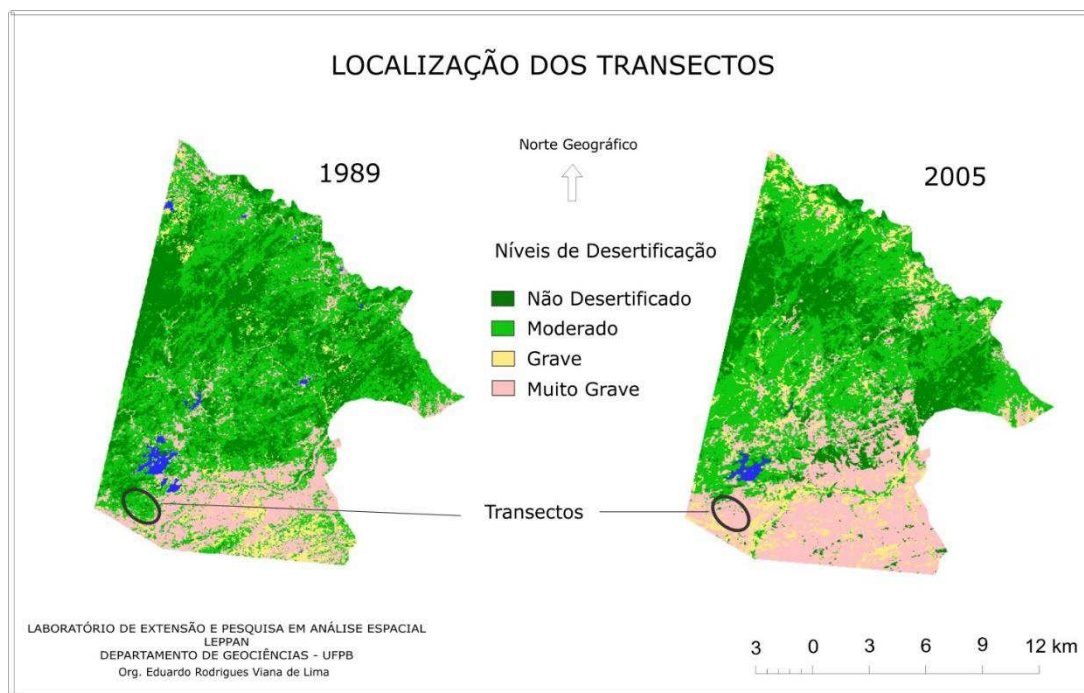 LOCALIZAÇÃO DOS TRANSECTOS
Norte Geográfico
1989
2005
Níveis de Desertificação
Não Desertificado
Moderado
Grave
Muito Grave
Transectos
LABORATÓRIO DE EXTENSÃO E PESQUISA EM ANÁLISE ESPACIAL
LEPPAN
DEPARTAMENTO DE GEOCIÊNCIAS - UFPB
Org. Eduardo Rodrigues Viana de Lima
3 0 3 6 9 12 km